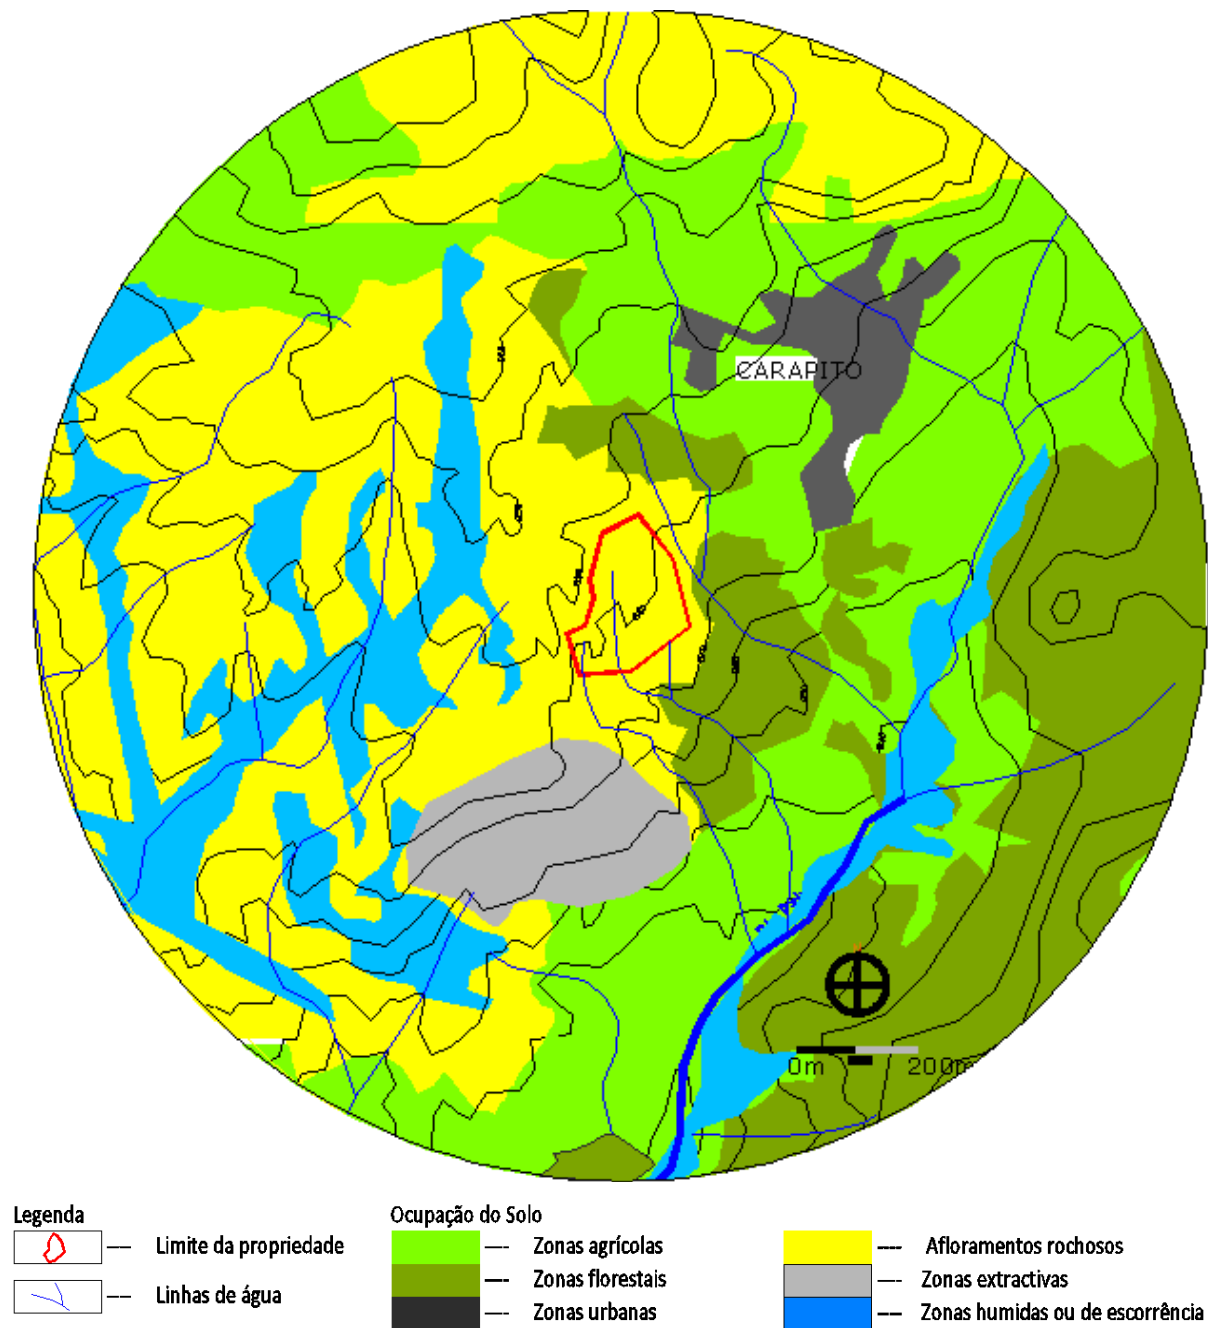 CARAPITO
0m 200m
Legenda
Limite da propriedade
Linhas de água
Ocupação do Solo
Zonas agrícolas
Zonas florestais
Zonas urbanas
Afloramentos rochosos
Zonas extractivas
Zonas humidas ou de escorrência